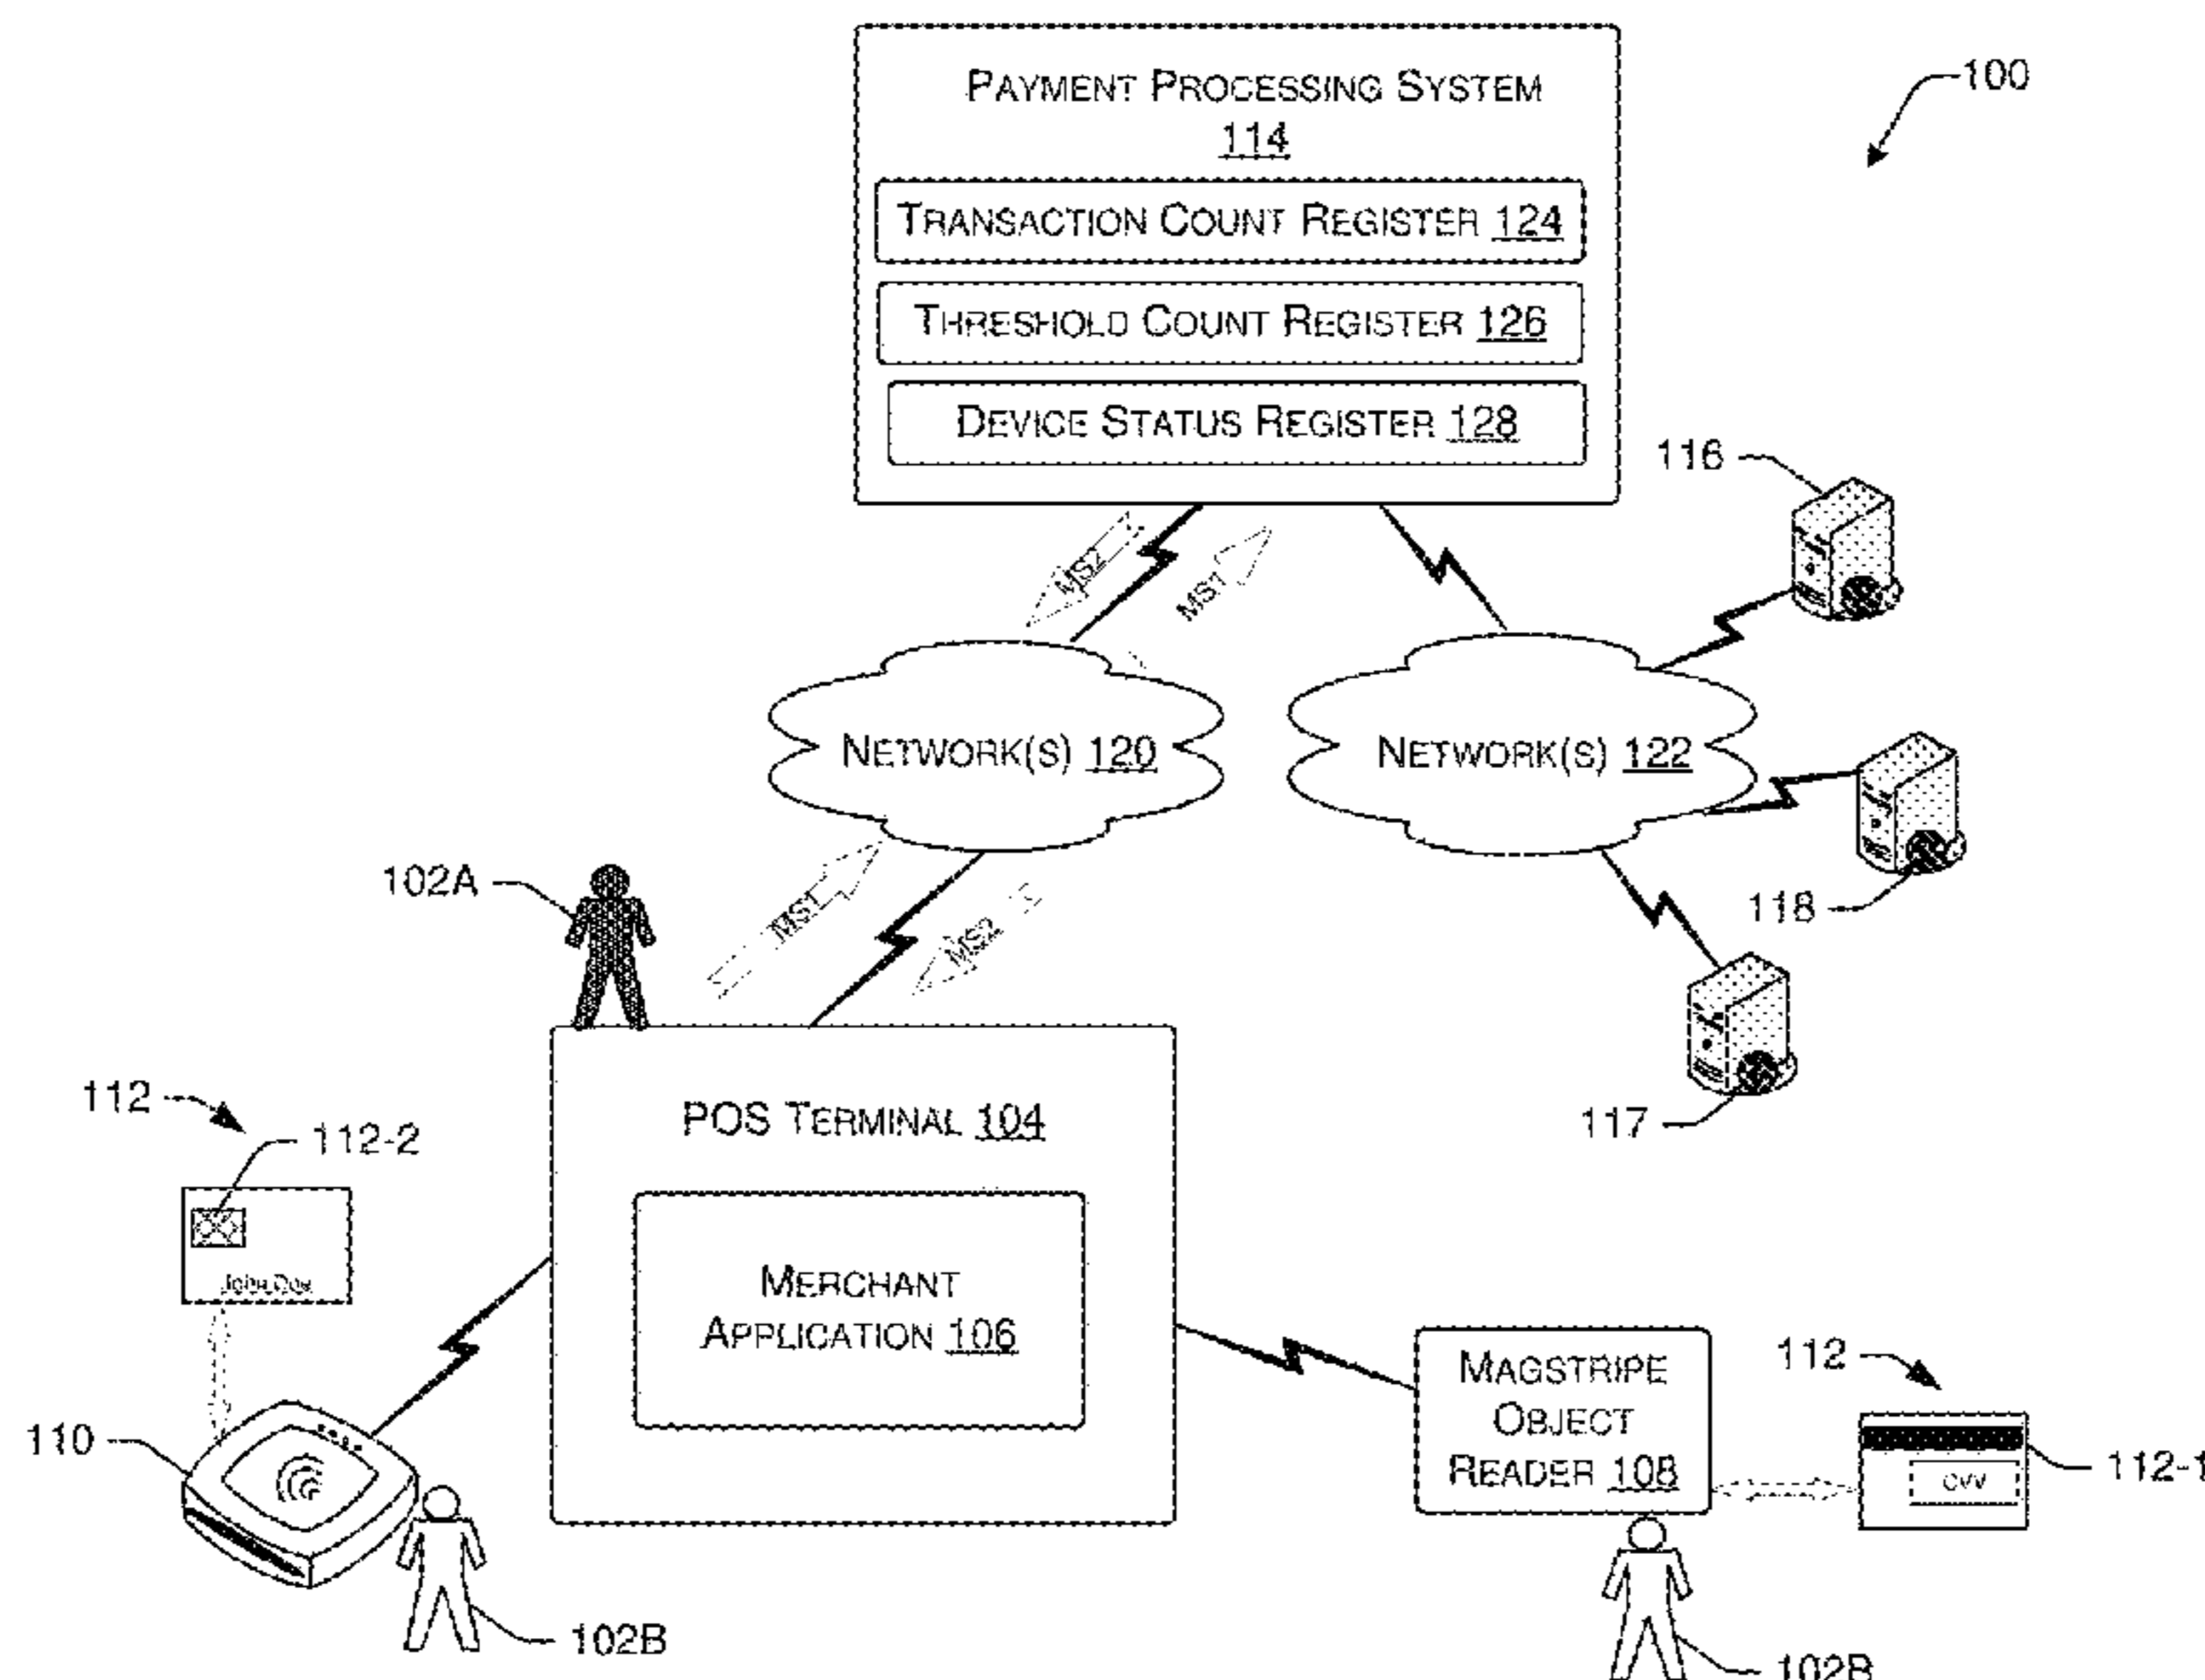 PAYMENT PROCESSING SYSTEM
114
100
TRANSACTION COUNT REGISTER 124
THRESHOLD COUNT REGISTER 126
DEVICE STATUS REGISTER 128
116
MS2
MS1
NETWORK(S) 120
NETWORK(S) 122
102A
118
MS1
MS2
117
112
112-2
POS TERMINAL 104
John Doe
MERCHANT
APPLICATION 106
110
MAGSTRIPE
OBJECT
READER 108
112
CVV
112-1
102B
102B